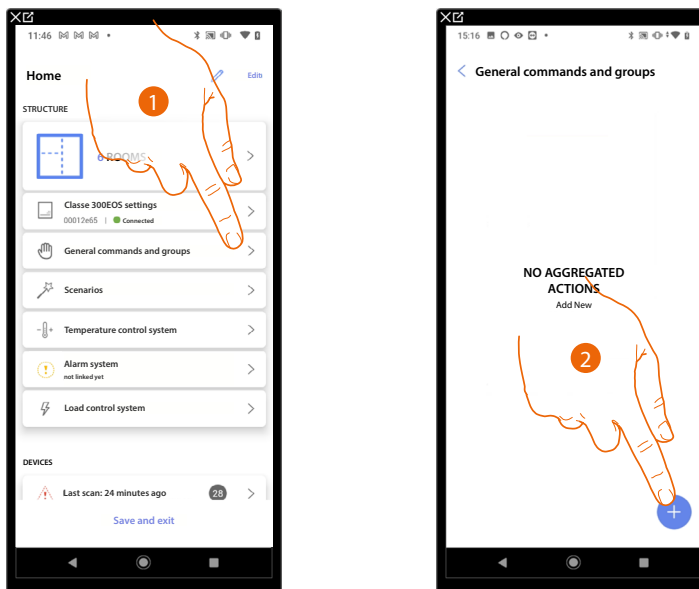 11:46
Home
Edit
STRUCTURE
1
6 ROOMS
Classe 300EOS settings
00012e65 | Connected
General commands and groups
Scenarios
Temperature control system
Alarm system
not linked yet
Load control system
DEVICES
Last scan: 24 minutes ago 28
Save and exit
15:16
General commands and groups
NO AGGREGATED
ACTIONS
Add New
2